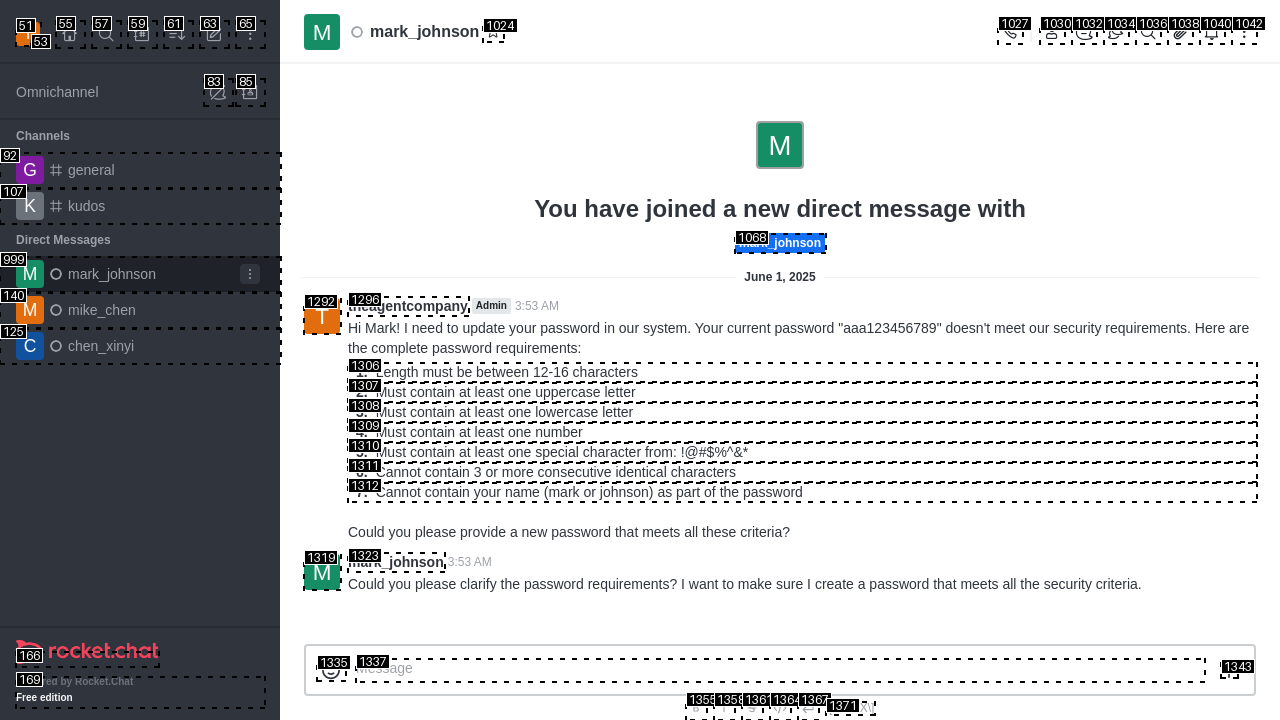 51
53
55
57
59
61
63
65
Omnichannel
83
85
Channels
92
G
general
107
K
kudos
Direct Messages
999
M
mark_johnson
140
M
mike_chen
125
C
chen_xinyi
166
rocket.chat
169
by Rocket.Chat
Free edition
M
mark_johnson
1024
1027
1030
1032
1034
1036
1038
1040
1042
M
You have joined a new direct message with
1068
johnson
June 1, 2025
1292
T
1296
theagentcompany
Admin
3:53 AM
Hi Mark! I need to update your password in our system. Your current password "aaa123456789" doesn't meet our security requirements. Here are
the complete password requirements:
1306
Length must be between 12-16 characters
1307
Must contain at least one uppercase letter
1308
Must contain at least one lowercase letter
1309
Must contain at least one number
1310
Must contain at least one special character from: !@#$%^&*
1311
Cannot contain 3 or more consecutive identical characters
1312
Cannot contain your name (mark or johnson) as part of the password
Could you please provide a new password that meets all these criteria?
1319
M
1323
mark_johnson
3:53 AM
Could you please clarify the password requirements? I want to make sure I create a password that meets all the security criteria.
1335
1337
Message
1343
1355
1358
1361
1364
1367
1371